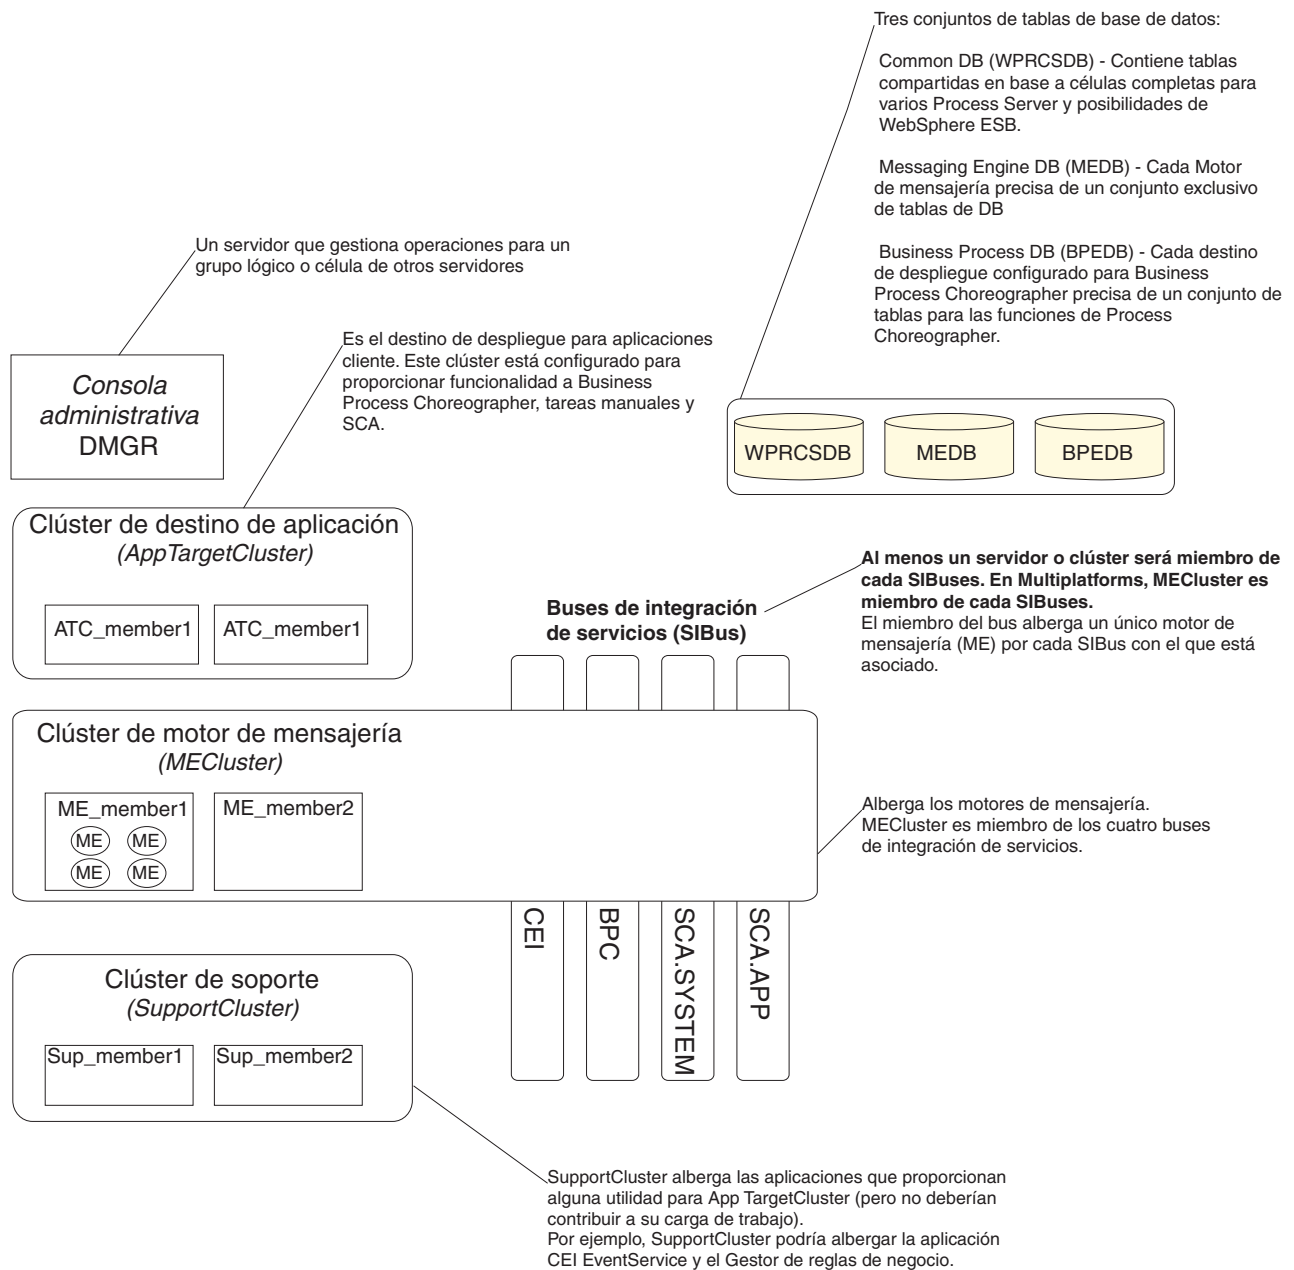 Tres conjuntos de tablas de base de datos:
Common DB (WPRCSDB) - Contiene tablas
compartidas en base a células completas para
varios Process Server y posibilidades de
WebSphere ESB.
Messaging Engine DB (MEDB) - Cada Motor
de mensajería precisa de un conjunto exclusivo
de tablas de DB
Business Process DB (BPEDB) - Cada destino
de despliegue configurado para Business
Process Choreographer precisa de un conjunto de
tablas para las funciones de Process
Choreographer.
Un servidor que gestiona operaciones para un
grupo lógico o célula de otros servidores
Es el destino de despliegue para aplicaciones
cliente. Este clúster está configurado para
proporcionar funcionalidad a Business
Process Choreographer, tareas manuales y
SCA.
Consola
administrativa
DMGR
WPRCSDB
MEDB
BPEDB
Clúster de destino de aplicación
(AppTargetCluster)
ATC_member1
ATC_member1
Buses de integración
de servicios (SIBus)
Al menos un servidor o clúster será miembro de
cada SIBuses. En Multiplatforms, MECluster es
miembro de cada SIBuses.
El miembro del bus alberga un único motor de
mensajería (ME) por cada SIBus con el que está
asociado.
Clúster de motor de mensajería
(MECluster)
ME_member1
ME
ME
ME
ME
ME_member2
Alberga los motores de mensajería.
MECluster es miembro de los cuatro buses
de integración de servicios.
CEI
BPC
SCA.SYSTEM
SCA.APP
Clúster de soporte
(SupportCluster)
Sup_member1
Sup_member2
SupportCluster alberga las aplicaciones que proporcionan
alguna utilidad para App TargetCluster (pero no deberían
contribuir a su carga de trabajo).
Por ejemplo, SupportCluster podría albergar la aplicación
CEI EventService y el Gestor de reglas de negocio.